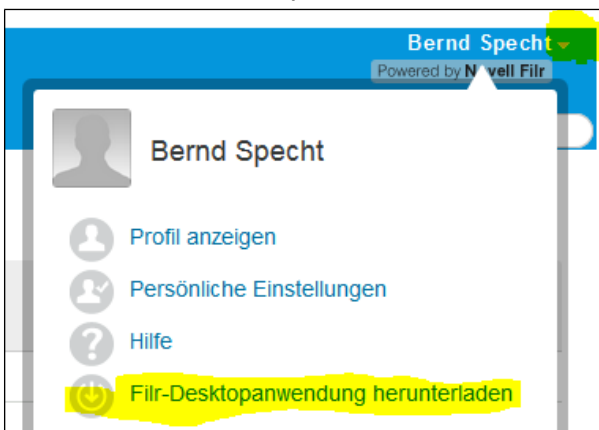 Bernd Specht
Powered by Novell Filr
Bernd Specht
Profil anzeigen
Persönliche Einstellungen
Hilfe
Filr-Desktopanwendung herunterladen